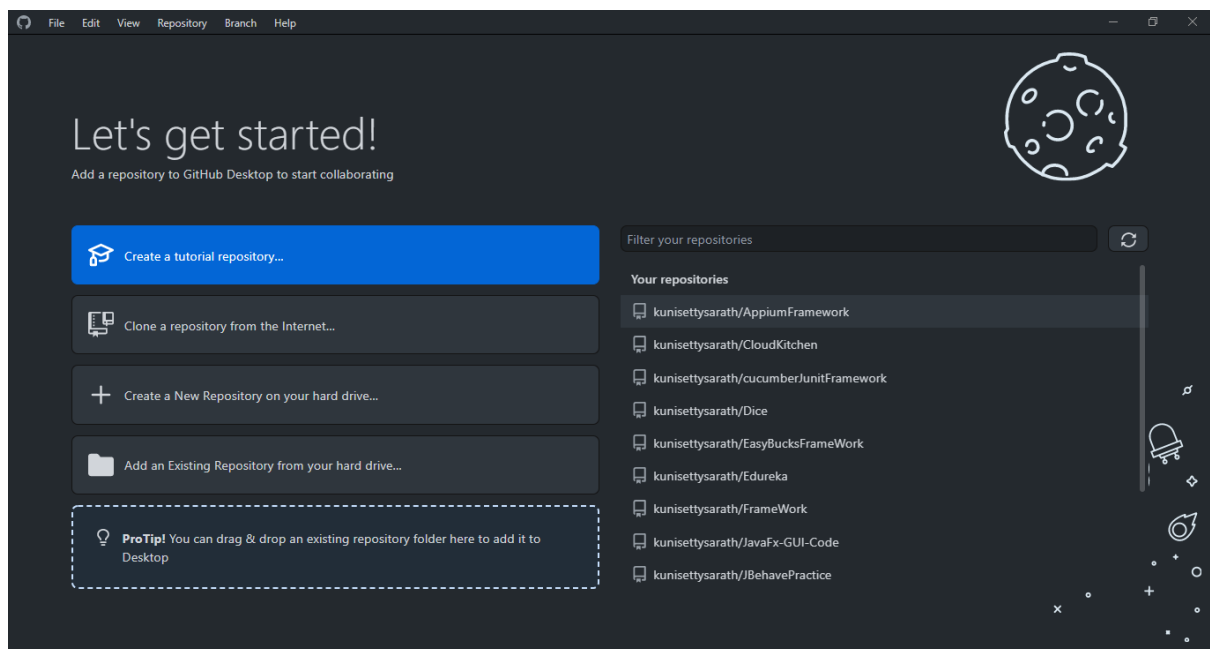 File Edit View Repository Branch Help
Let's get started!
Add a repository to GitHub Desktop to start collaborating
Create a tutorial repository...
Clone a repository from the Internet...
Create a New Repository on your hard drive...
Add an Existing Repository from your hard drive...
ProTip! You can drag & drop an existing repository folder here to add it to
Desktop
Filter your repositories
Your repositories
kunisettysarath/AppiumFramework
kunisettysarath/CloudKitchen
kunisettysarath/cucumberJunitFramework
kunisettysarath/Dice
kunisettysarath/EasyBucksFrameWork
kunisettysarath/Edureka
kunisettysarath/FrameWork
kunisettysarath/JavaFx-GUI-Code
kunisettysarath/JBehavePractice